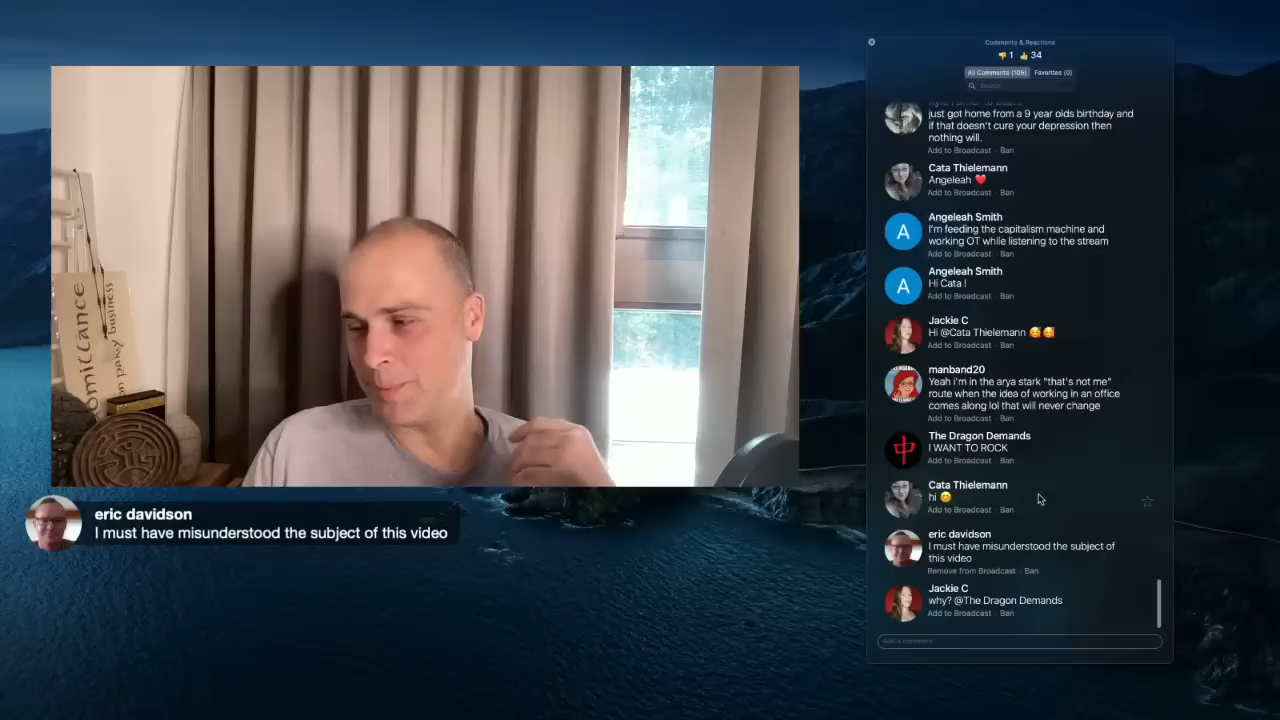 omittance
on party business
eric davidson
I must have misunderstood the subject of this video
Comments & Reactions
👎 1 👍 34
All Comments (105) Favorites (0)
Search
just got home from a 9 year olds birthday and
if that doesn't cure your depression then
nothing will.
Add to Broadcast · Ban
Cata Thielemann
Angeleah ❤️
Add to Broadcast · Ban
A
Angeleah Smith
I'm feeding the capitalism machine and
working OT while listening to the stream
Add to Broadcast · Ban
A
Angeleah Smith
Hi Cata !
Add to Broadcast · Ban
Jackie C
Hi @Cata Thielemann 🥰🥰
Add to Broadcast · Ban
manband20
Yeah i'm in the arya stark "that's not me"
route when the idea of working in an office
comes along lol that will never change
Add to Broadcast · Ban
中
The Dragon Demands
I WANT TO ROCK
Add to Broadcast · Ban
Cata Thielemann
hi 😊
Add to Broadcast · Ban
eric davidson
I must have misunderstood the subject of
this video
Remove from Broadcast · Ban
Jackie C
why? @The Dragon Demands
Add to Broadcast · Ban
Add a comment